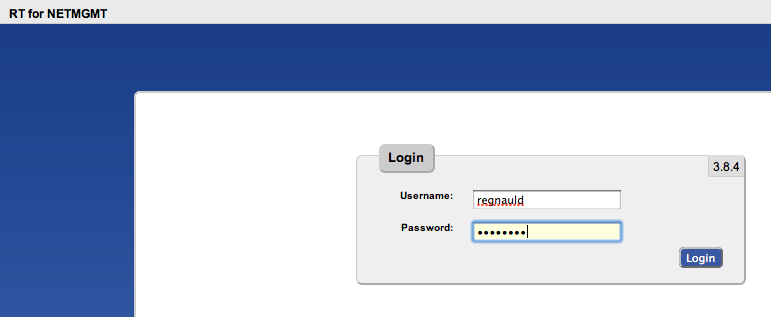 RT for NETMGMT
Login
3.8.4
Username:
regnauld
Password:
••••••••
Login